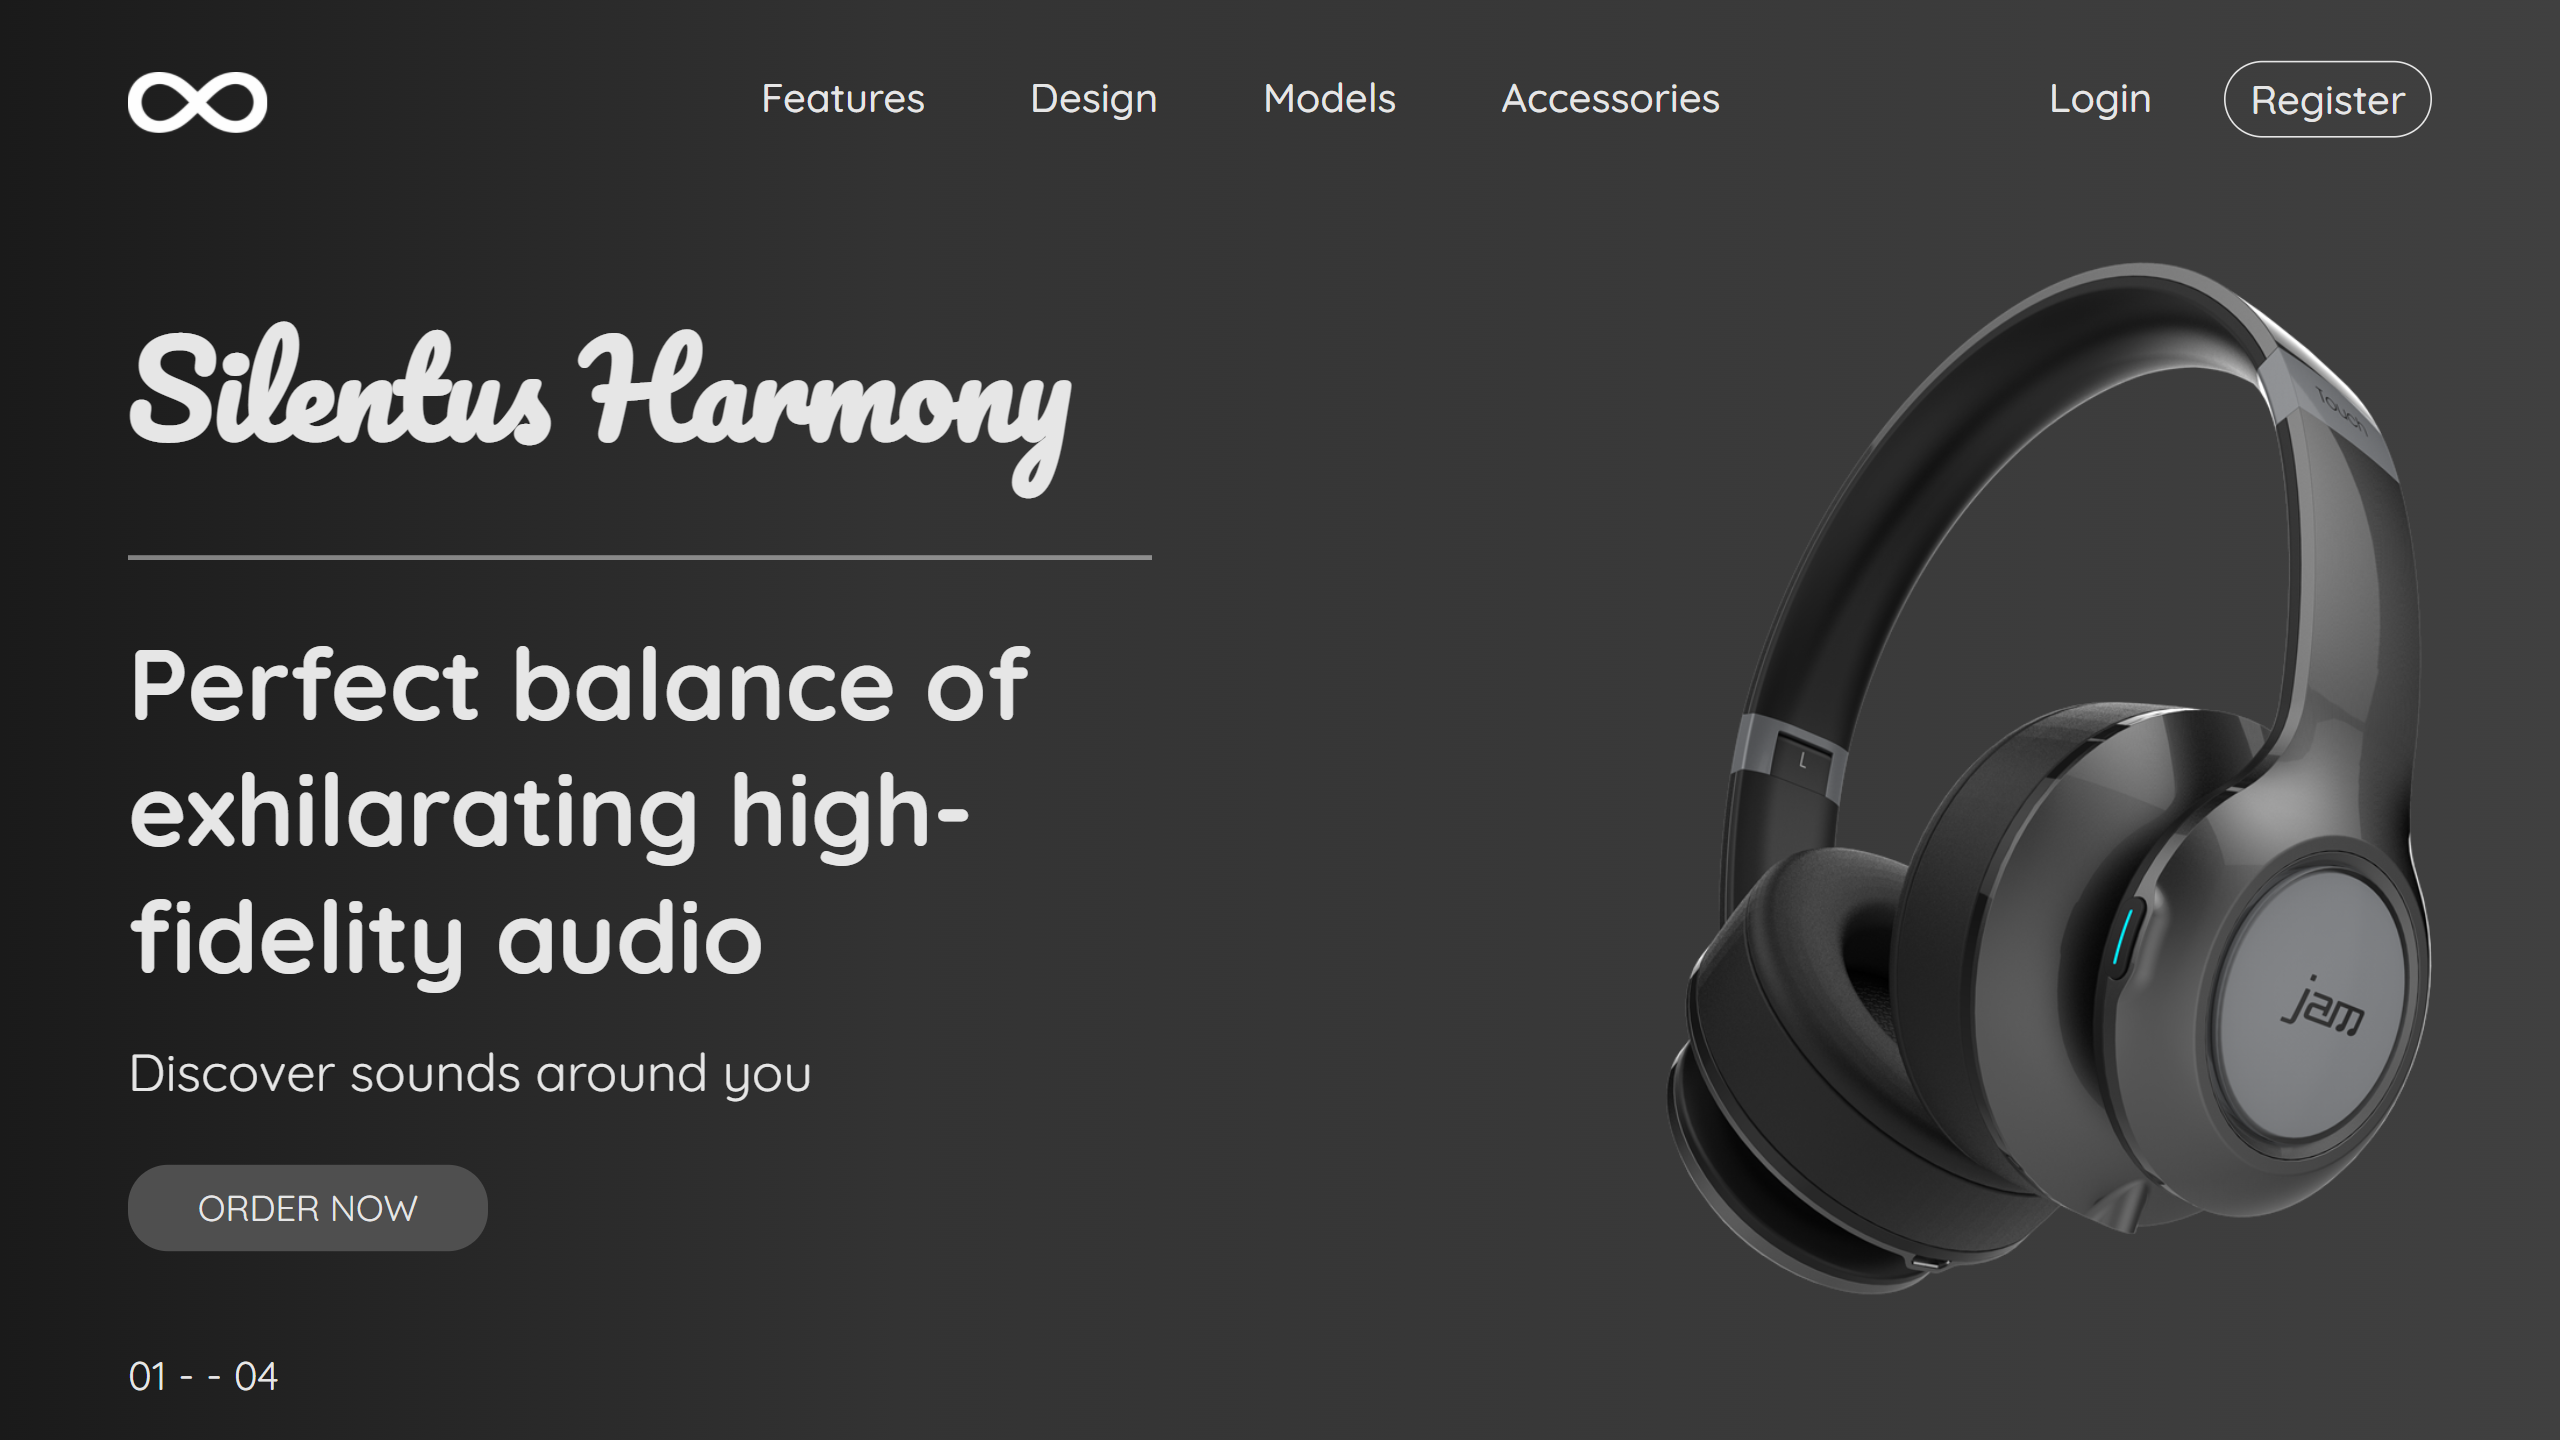 Features Design Models Accessories Login Register
Silentus Harmony
Perfect balance of
exhilarating high-
fidelity audio
Discover sounds around you
ORDER NOW
01 - - 04
Touch
L
jam